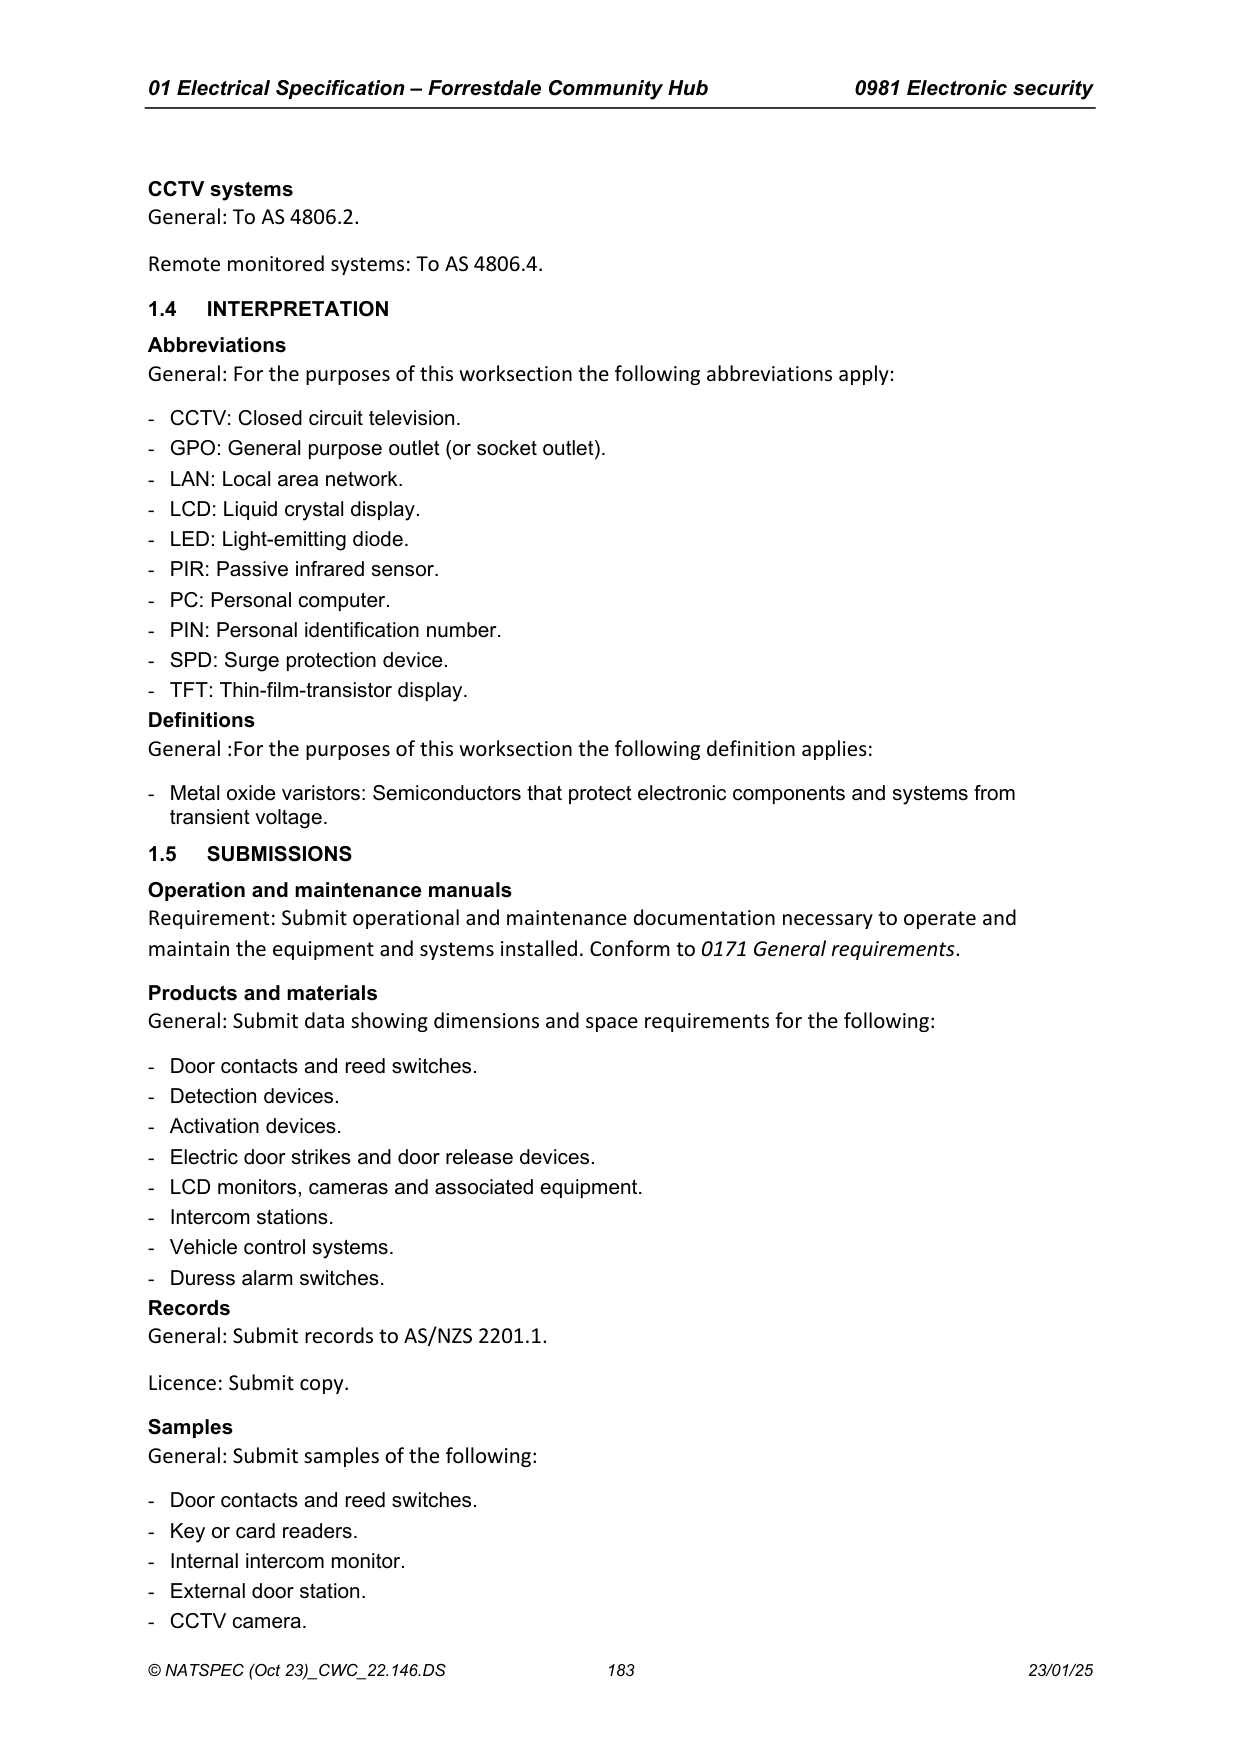 01 Electrical Specification – Forrestdale Community Hub 0981 Electronic security
CCTV systems
General: To AS 4806.2.
Remote monitored systems: To AS 4806.4.
1.4 INTERPRETATION
Abbreviations
General: For the purposes of this worksection the following abbreviations apply:
- CCTV: Closed circuit television.
- GPO: General purpose outlet (or socket outlet).
- LAN: Local area network.
- LCD: Liquid crystal display.
- LED: Light-emitting diode.
- PIR: Passive infrared sensor.
- PC: Personal computer.
- PIN: Personal identification number.
- SPD: Surge protection device.
- TFT: Thin-film-transistor display.
Definitions
General :For the purposes of this worksection the following definition applies:
- Metal oxide varistors: Semiconductors that protect electronic components and systems from
transient voltage.
1.5 SUBMISSIONS
Operation and maintenance manuals
Requirement: Submit operational and maintenance documentation necessary to operate and
maintain the equipment and systems installed. Conform to 0171 General requirements.
Products and materials
General: Submit data showing dimensions and space requirements for the following:
- Door contacts and reed switches.
- Detection devices.
- Activation devices.
- Electric door strikes and door release devices.
- LCD monitors, cameras and associated equipment.
- Intercom stations.
- Vehicle control systems.
- Duress alarm switches.
Records
General: Submit records to AS/NZS 2201.1.
Licence: Submit copy.
Samples
General: Submit samples of the following:
- Door contacts and reed switches.
- Key or card readers.
- Internal intercom monitor.
- External door station.
- CCTV camera.
© NATSPEC (Oct 23)_CWC_22.146.DS 183 23/01/25